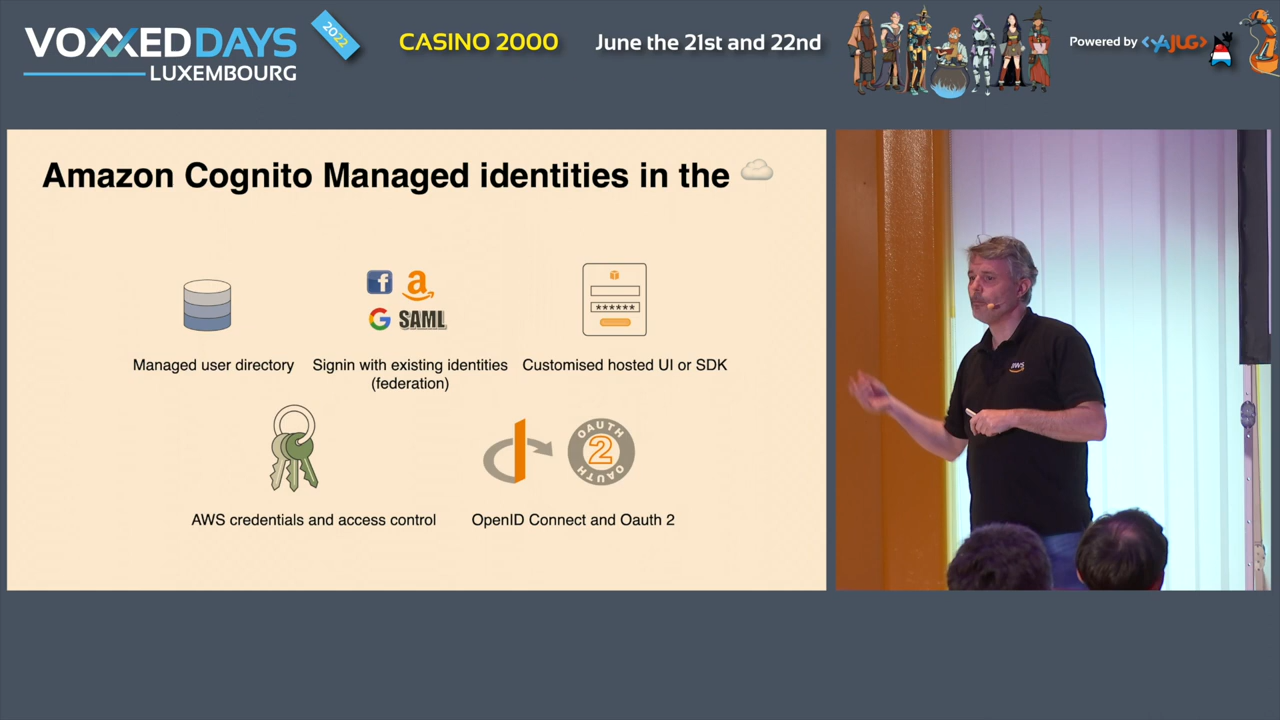 VOXXEDDAYS
LUXEMBOURG
2022
CASINO 2000
June the 21st and 22nd
Powered by <YAJUG>
Amazon Cognito Managed identities in the
f
a
G SAML
******
Managed user directory
Signin with existing identities
(federation)
Customised hosted UI or SDK
OAUTH
2
OAUTH
AWS credentials and access control
OpenID Connect and Oauth 2
aws